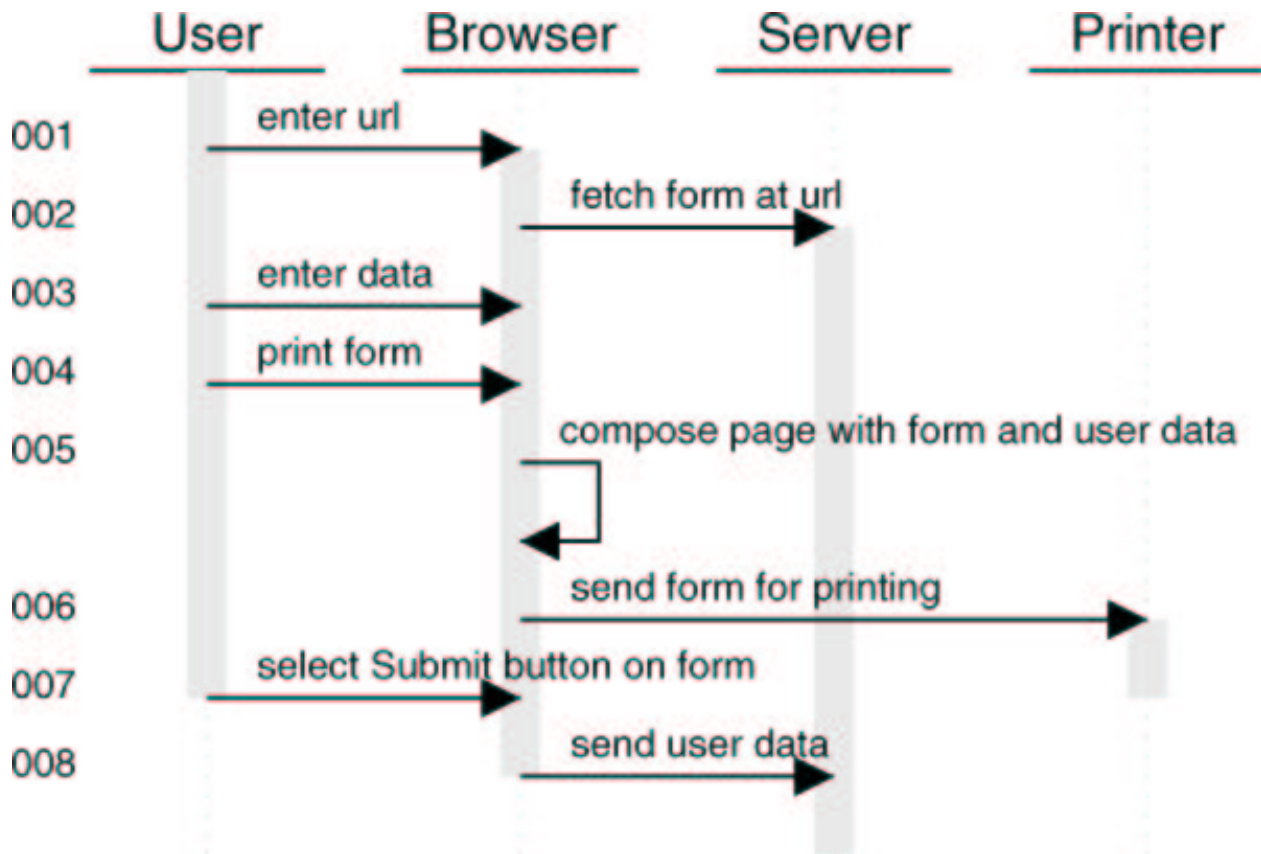 User Browser Server Printer
001 enter url
002 fetch form at url
003 enter data
004 print form
005 compose page with form and user data
006 send form for printing
007 select Submit button on form
008 send user data